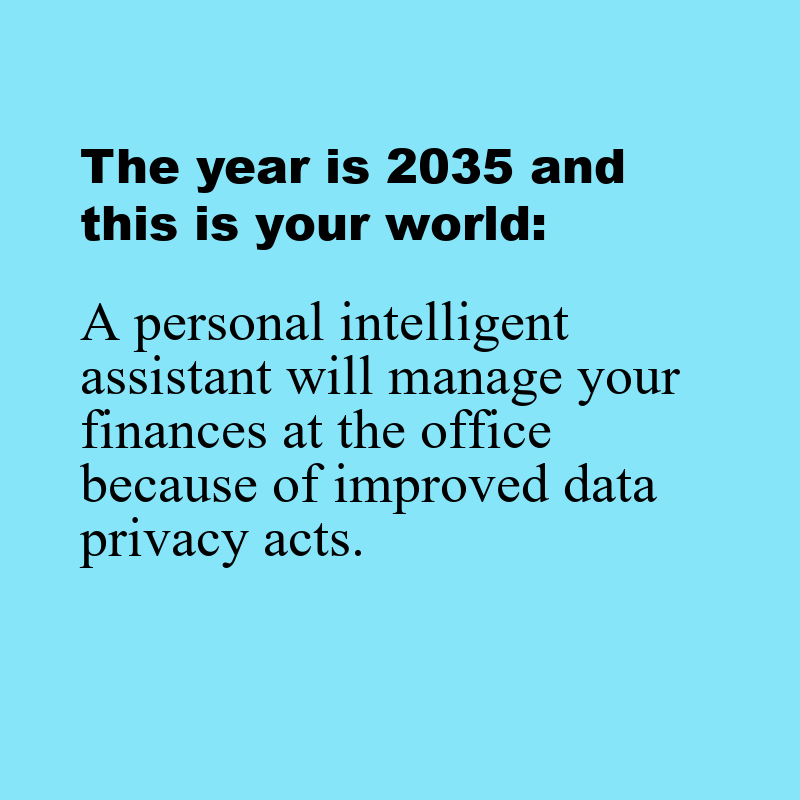 The year is 2035 and
this is your world:
A personal intelligent
assistant will manage your
finances at the office
because of improved data
privacy acts.